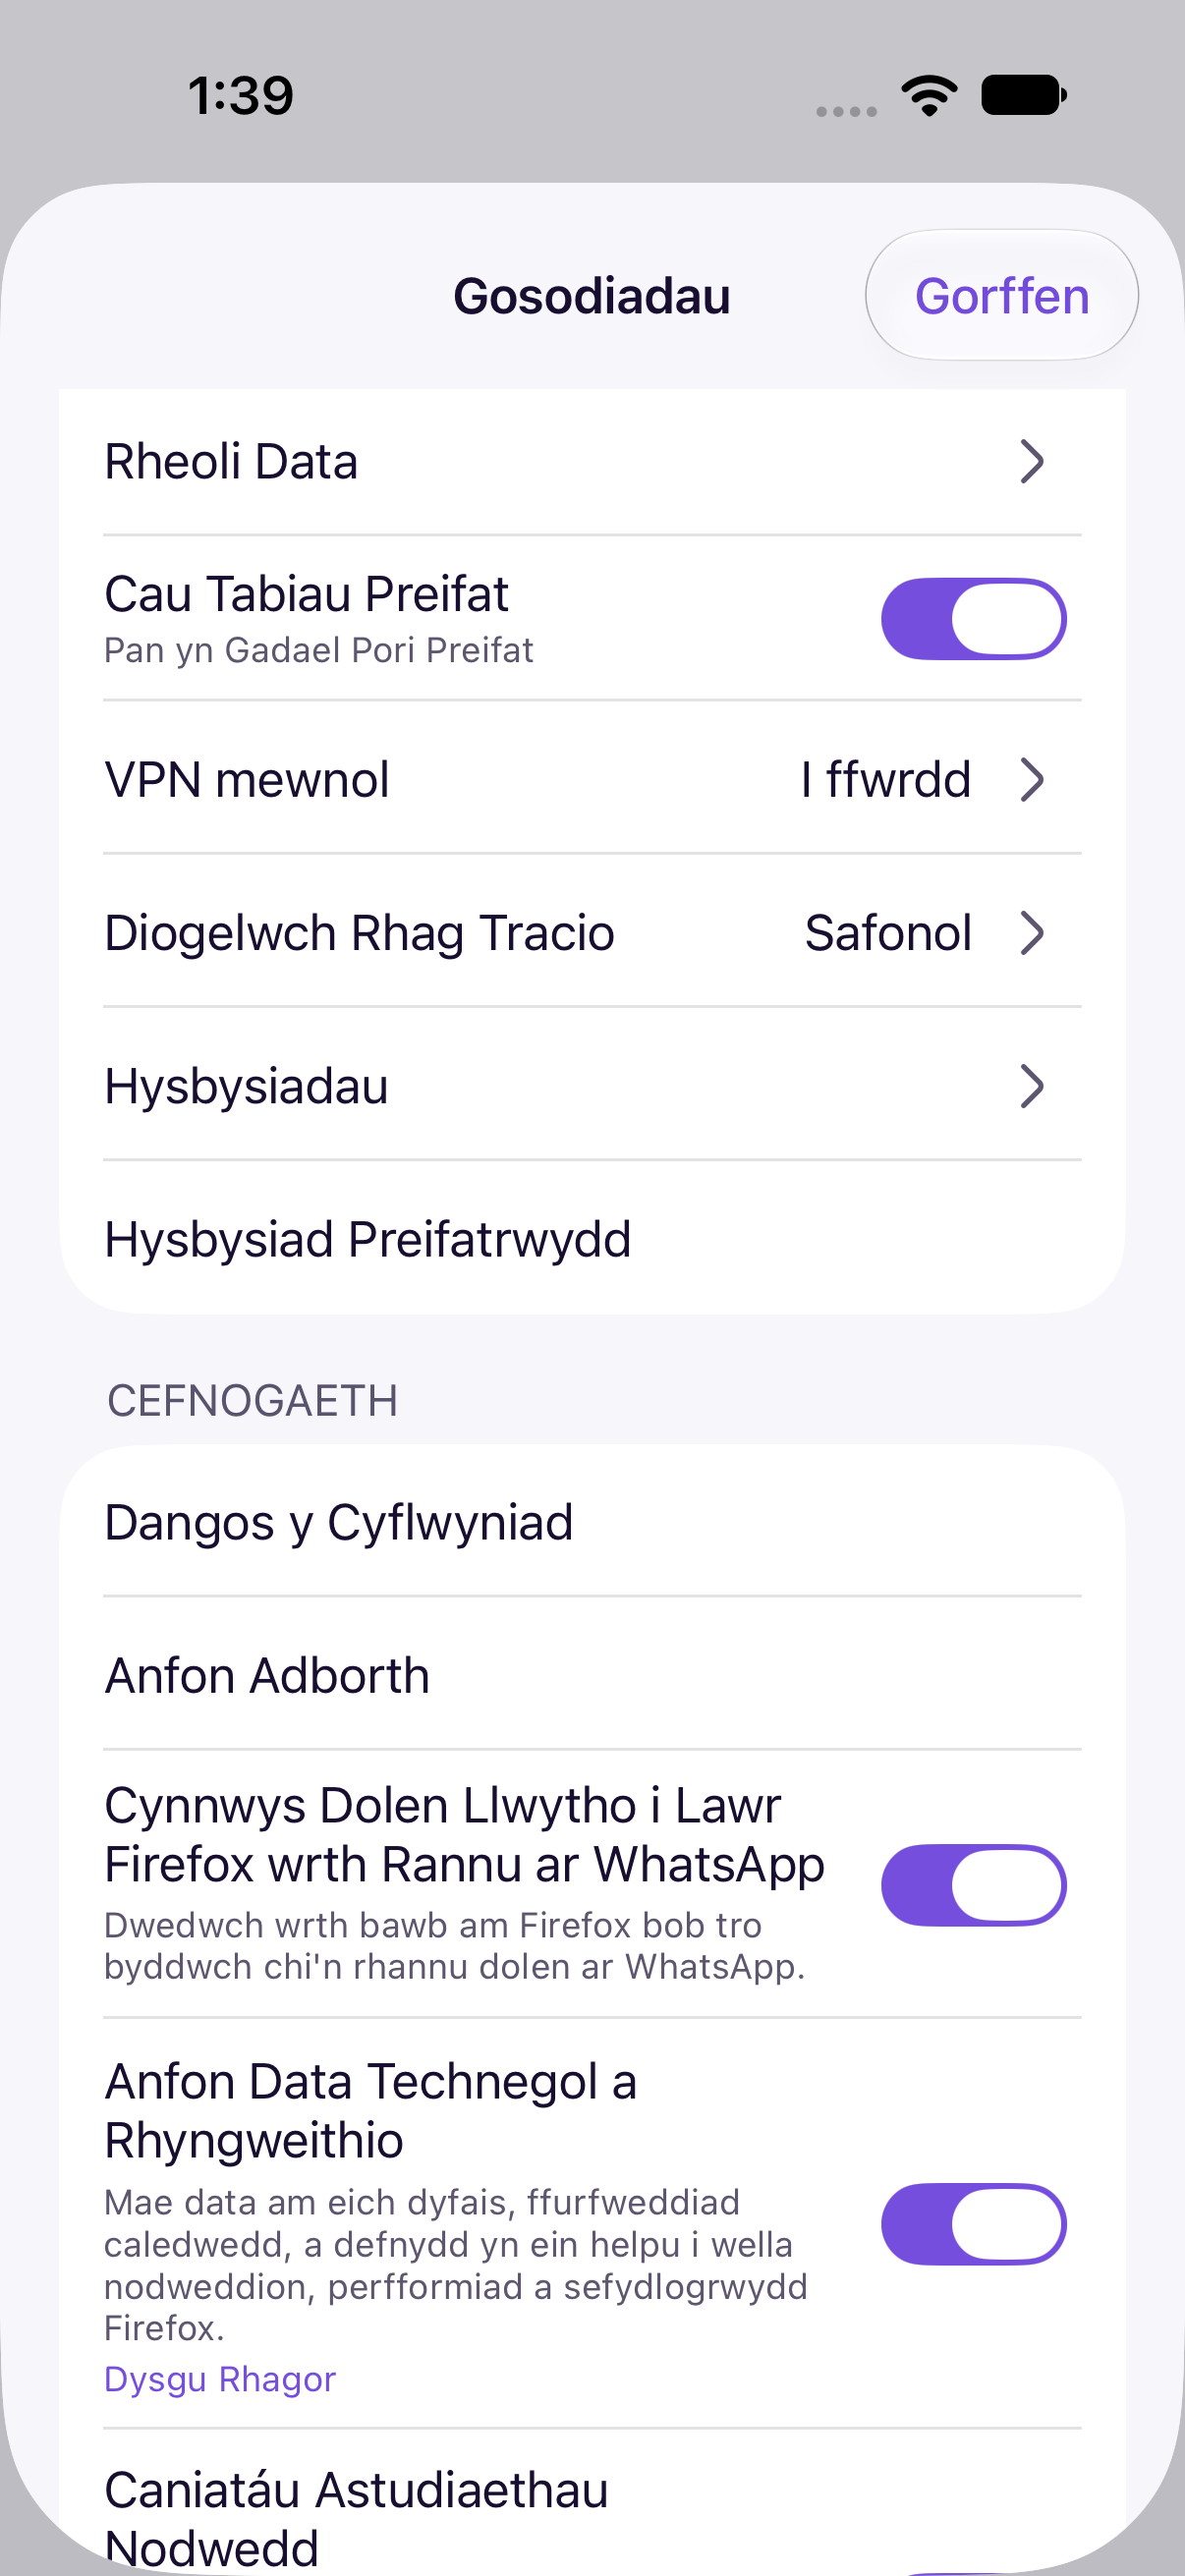 1:39
Gosodiadau
Gorffen
Rheoli Data
Cau Tabiau Preifat
Pan yn Gadael Pori Preifat
VPN mewnol
I ffwrdd
Diogelwch Rhag Tracio
Safonol
Hysbysiadau
Hysbysiad Preifatrwydd
CEFNOGAETH
Dangos y Cyflwyniad
Anfon Adborth
Cynnwys Dolen Llwytho i Lawr
Firefox wrth Rannu ar WhatsApp
Dwedwch wrth bawb am Firefox bob tro
byddwch chi'n rhannu dolen ar WhatsApp.
Anfon Data Technegol a
Rhyngweithio
Mae data am eich dyfais, ffurfweddiad
caledwedd, a defnydd yn ein helpu i wella
nodweddion, perfformiad a sefydlogrwydd
Firefox.
Dysgu Rhagor
Caniatáu Astudiaethau
Nodwedd